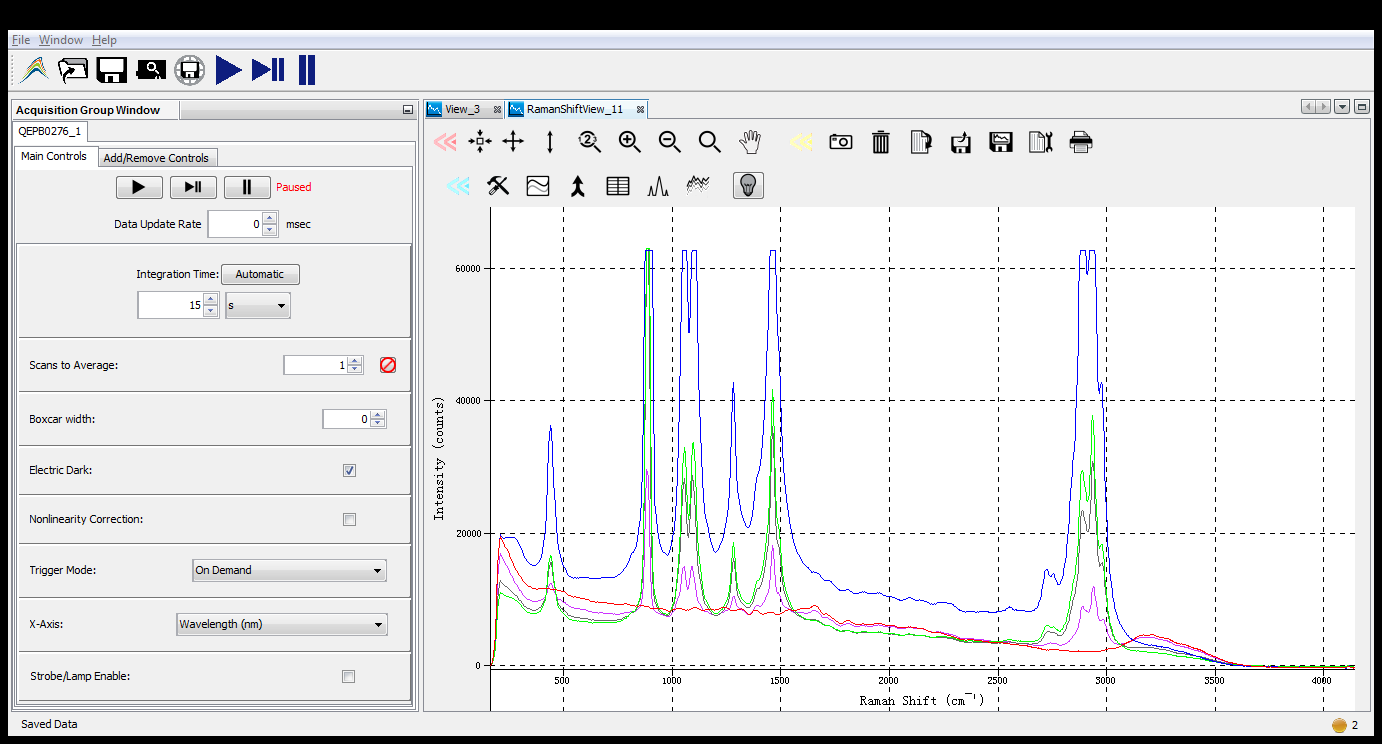 File Window Help
Acquisition Group Window
QEPB0276_1
Main Controls Add/Remove Controls
Paused
Data Update Rate 0 msec
Integration Time: Automatic
15 s
Scans to Average: 1
Boxcar width: 0
Electric Dark:
Nonlinearity Correction:
Trigger Mode: On Demand
X-Axis: Wavelength (nm)
Strobe/Lamp Enable:
Saved Data
View_3 RamanShiftView_11
2
60000
40000
20000
0
Intensity (counts)
500 1000 1500 2000 2500 3000 3500 4000
Raman Shift (cm⁻¹)
2